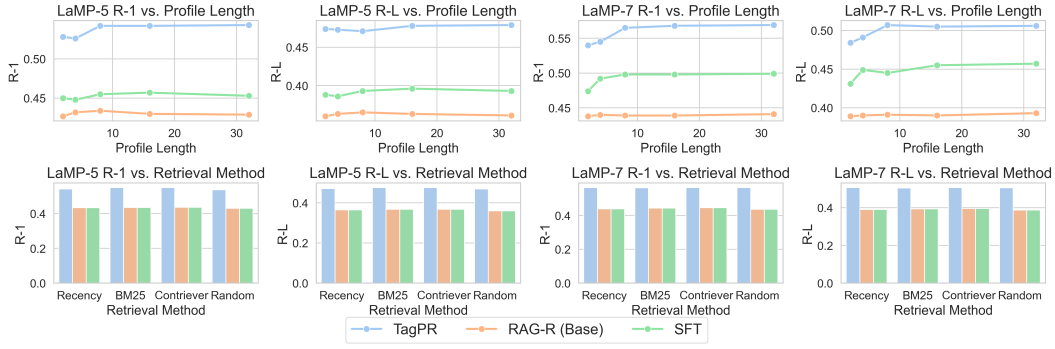 LaMP-5 R-1 vs. Profile Length
R-1
0.50
0.45
10 20 30
Profile Length
LaMP-5 R-L vs. Profile Length
R-L
0.45
0.40
10 20 30
Profile Length
LaMP-7 R-1 vs. Profile Length
R-1
0.55
0.50
0.45
10 20 30
Profile Length
LaMP-7 R-L vs. Profile Length
R-L
0.50
0.45
0.40
10 20 30
Profile Length
LaMP-5 R-1 vs. Retrieval Method
R-1
0.4
0.2
0.0
Recency BM25 Contriever Random
Retrieval Method
LaMP-5 R-L vs. Retrieval Method
R-L
0.4
0.2
0.0
Recency BM25 Contriever Random
Retrieval Method
LaMP-7 R-1 vs. Retrieval Method
R-1
0.4
0.2
0.0
Recency BM25 Contriever Random
Retrieval Method
LaMP-7 R-L vs. Retrieval Method
R-L
0.4
0.2
0.0
Recency BM25 Contriever Random
Retrieval Method
TagPR RAG-R (Base) SFT